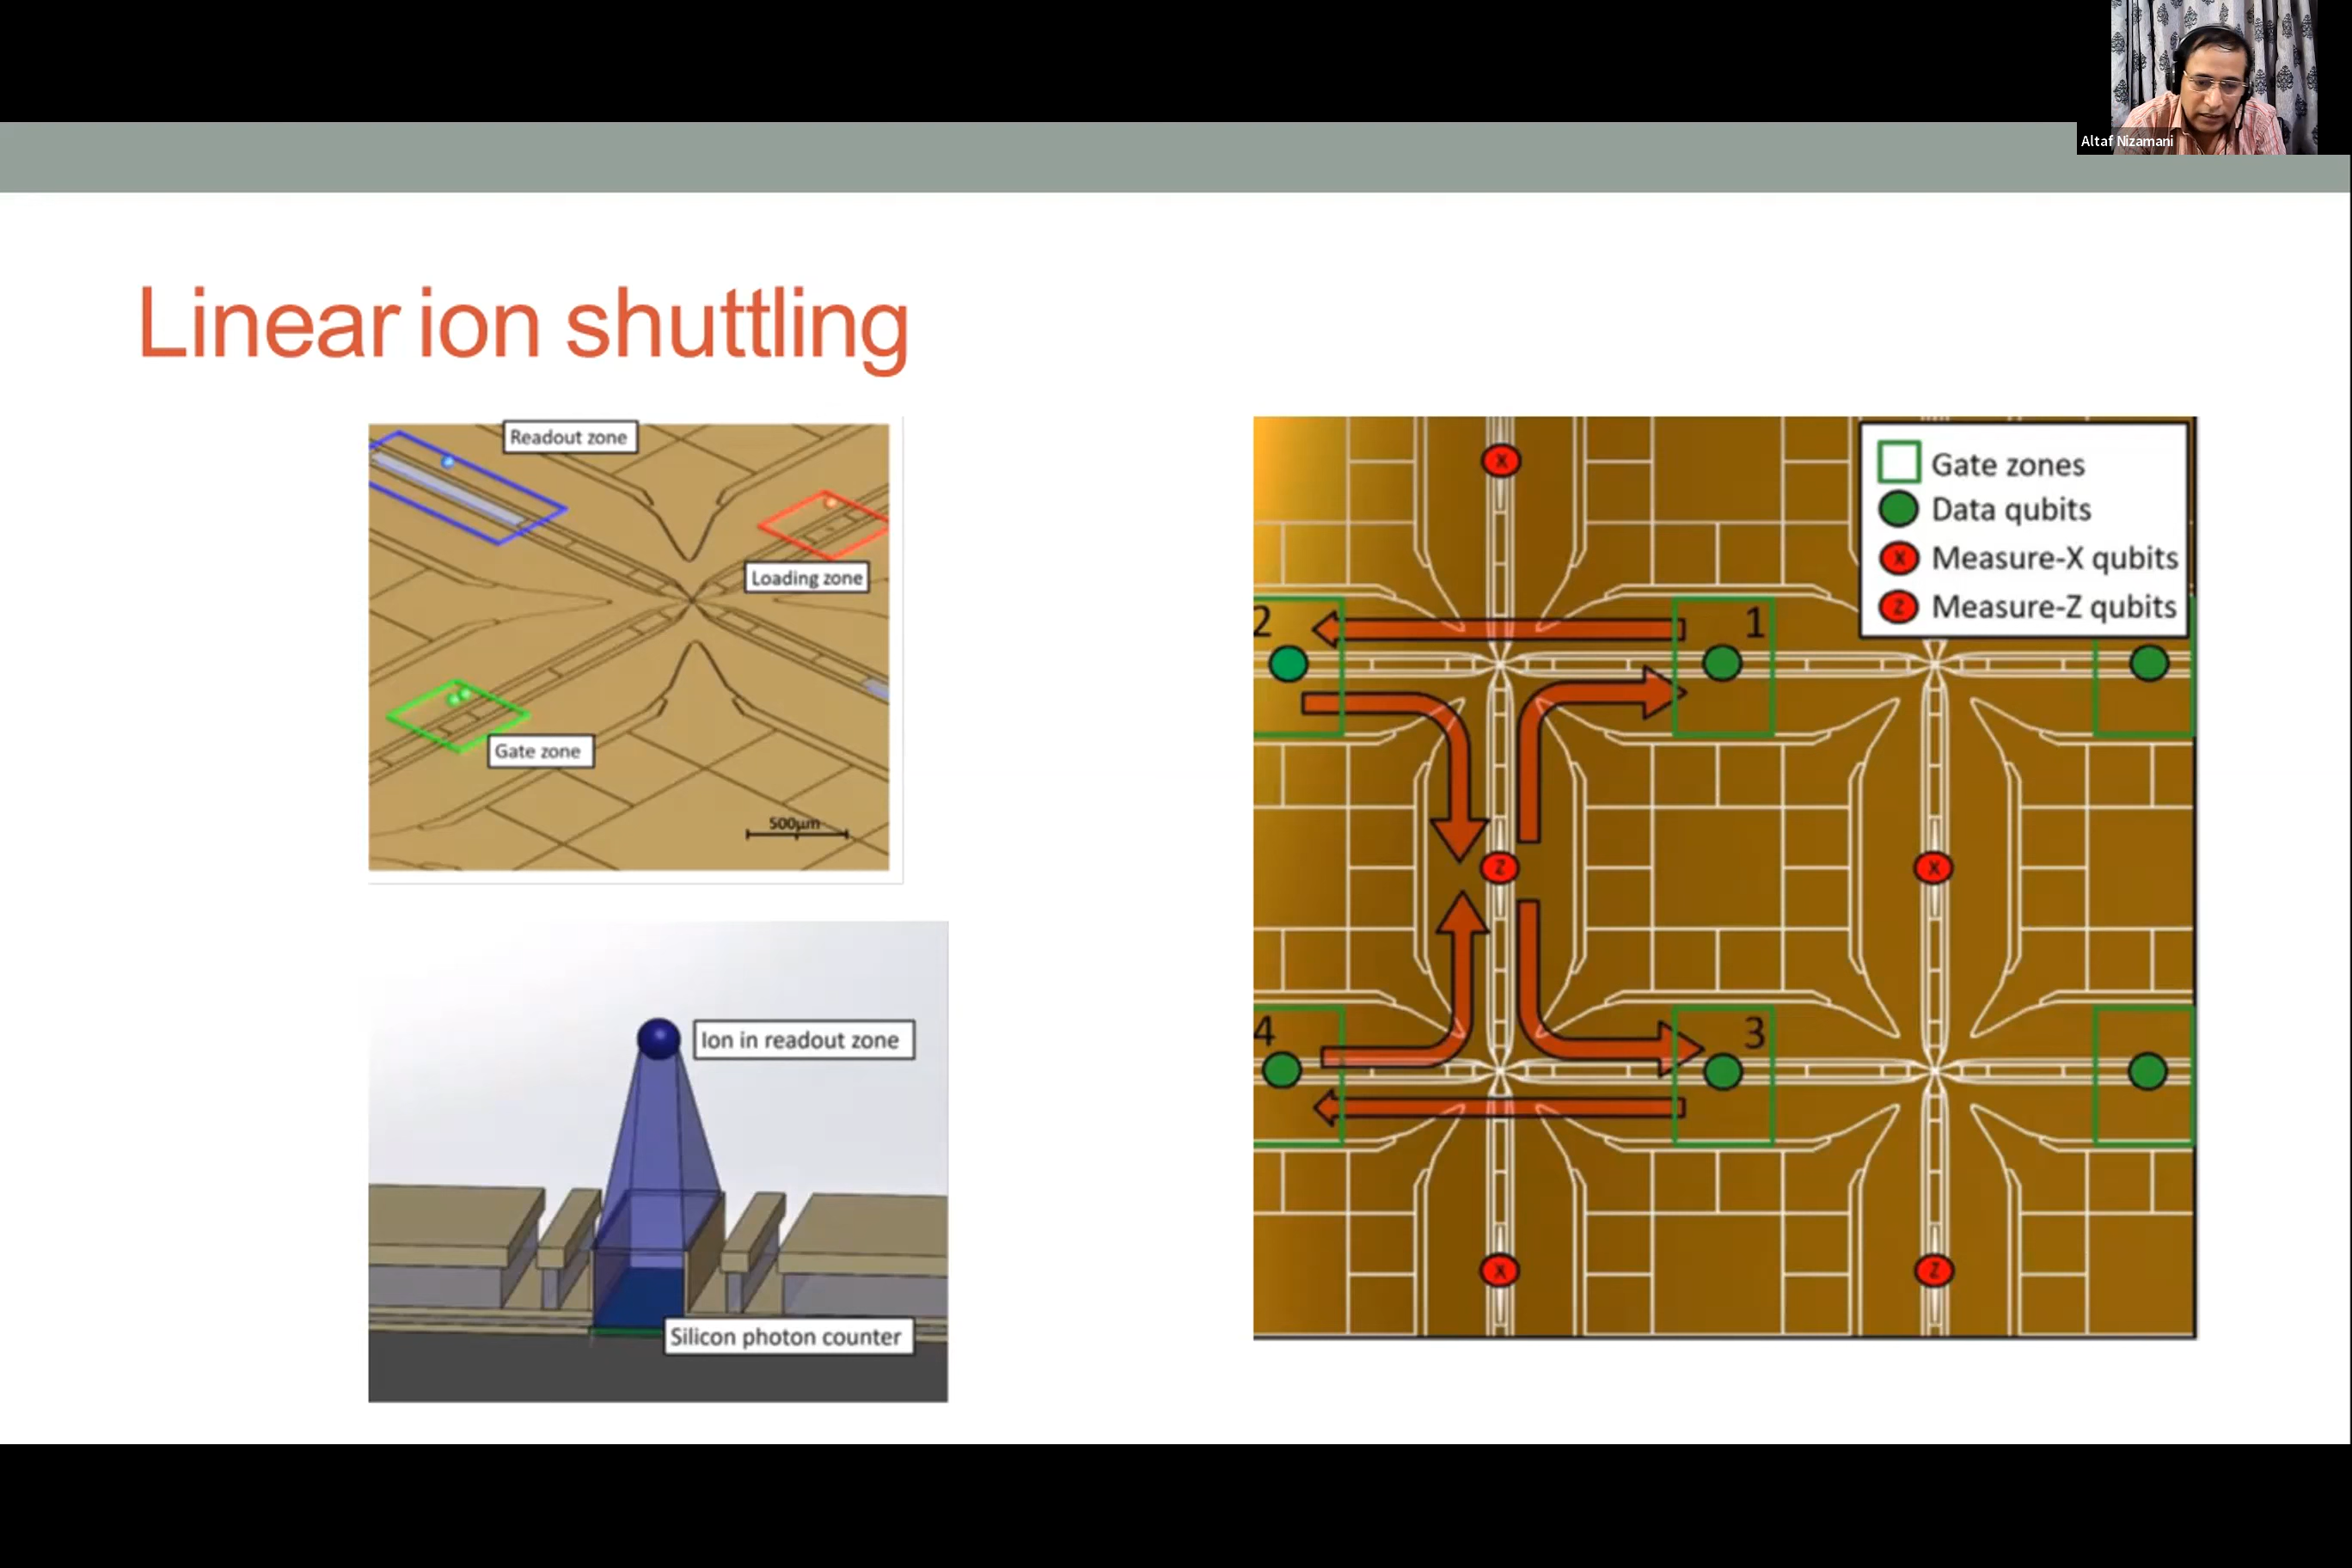 Altaf Nizamani
Linear ion shuttling
Readout zone
Loading zone
Gate zone
500μm
Ion in readout zone
Silicon photon counter
X
Gate zones
Data qubits
X Measure-X qubits
Z Measure-Z qubits
2
1
Z
X
4
3
X
Z